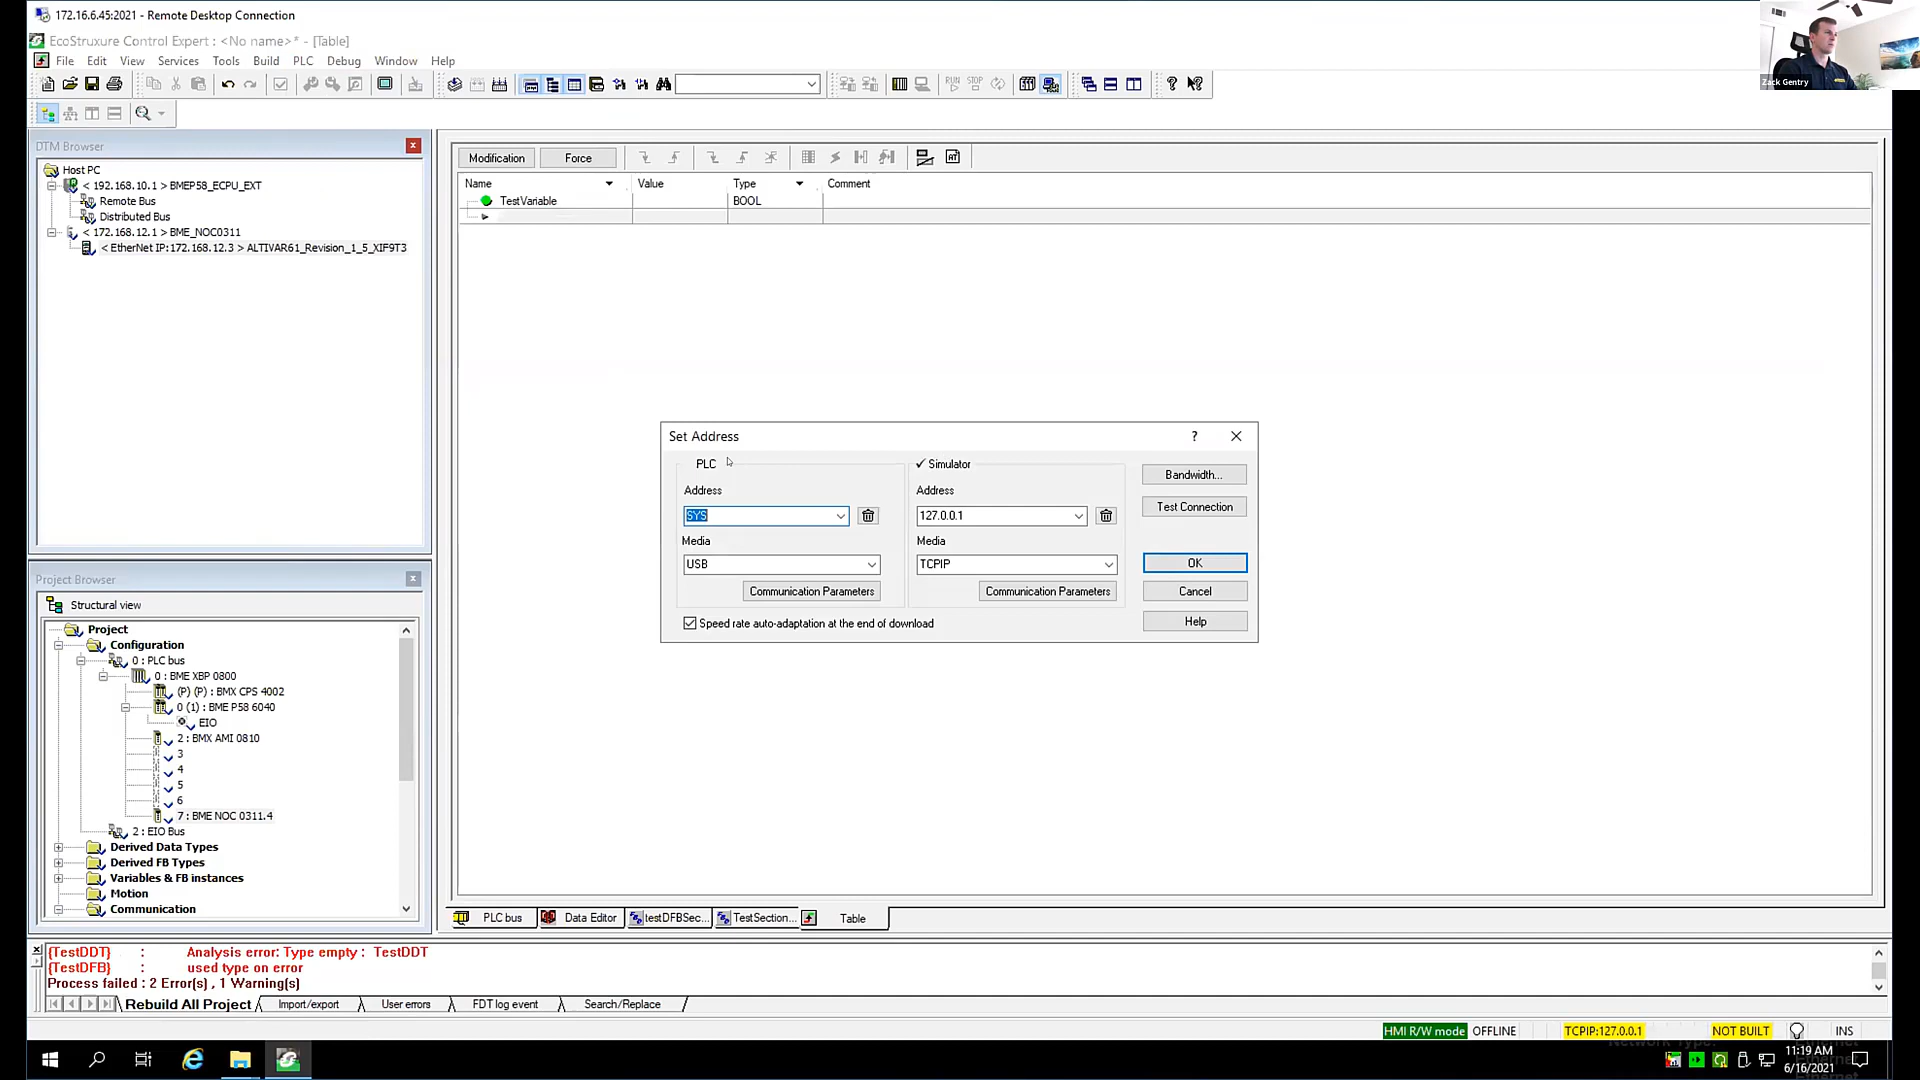 172.16.6.45:2021 - Remote Desktop Connection
EcoStruxure Control Expert : <No name>* - [Table]
File Edit View Services Tools Build PLC Debug Window Help
RUN STOP
Zack Gentry
DTM Browser
Host PC
< 192.168.10.1 > BMEP58_ECPU_EXT
Remote Bus
Distributed Bus
< 172.168.12.1 > BME_NOC0311
< EtherNet IP:172.168.12.3 > ALTIVAR61_Revision_1_5_XIF9T3
Modification Force
Name Value Type Comment
TestVariable BOOL
Set Address
PLC Simulator
Address Address
SYS 127.0.0.1
Media Media
USB TCPIP
Communication Parameters Communication Parameters
Speed rate auto-adaptation at the end of download
Bandwidth...
Test Connection
OK
Cancel
Help
Project Browser
Structural view
Project
Configuration
0 : PLC bus
0 : BME XBP 0800
(P) (P) : BMX CPS 4002
0 (1) : BME P58 6040
EIO
2 : BMX AMI 0810
3
4
5
6
7 : BME NOC 0311.4
2 : EIO Bus
Derived Data Types
Derived FB Types
Variables & FB instances
Motion
Communication
PLC bus Data Editor testDFBSec... TestSection... Table
{TestDDT} : Analysis error: Type empty : TestDDT
{TestDFB} : used type on error
Process failed : 2 Error(s) , 1 Warning(s)
Rebuild All Project Import/export User errors FDT log event Search/Replace
HMI R/W mode OFFLINE TCPIP:127.0.0.1 NOT BUILT INS
11:19 AM
6/16/2021